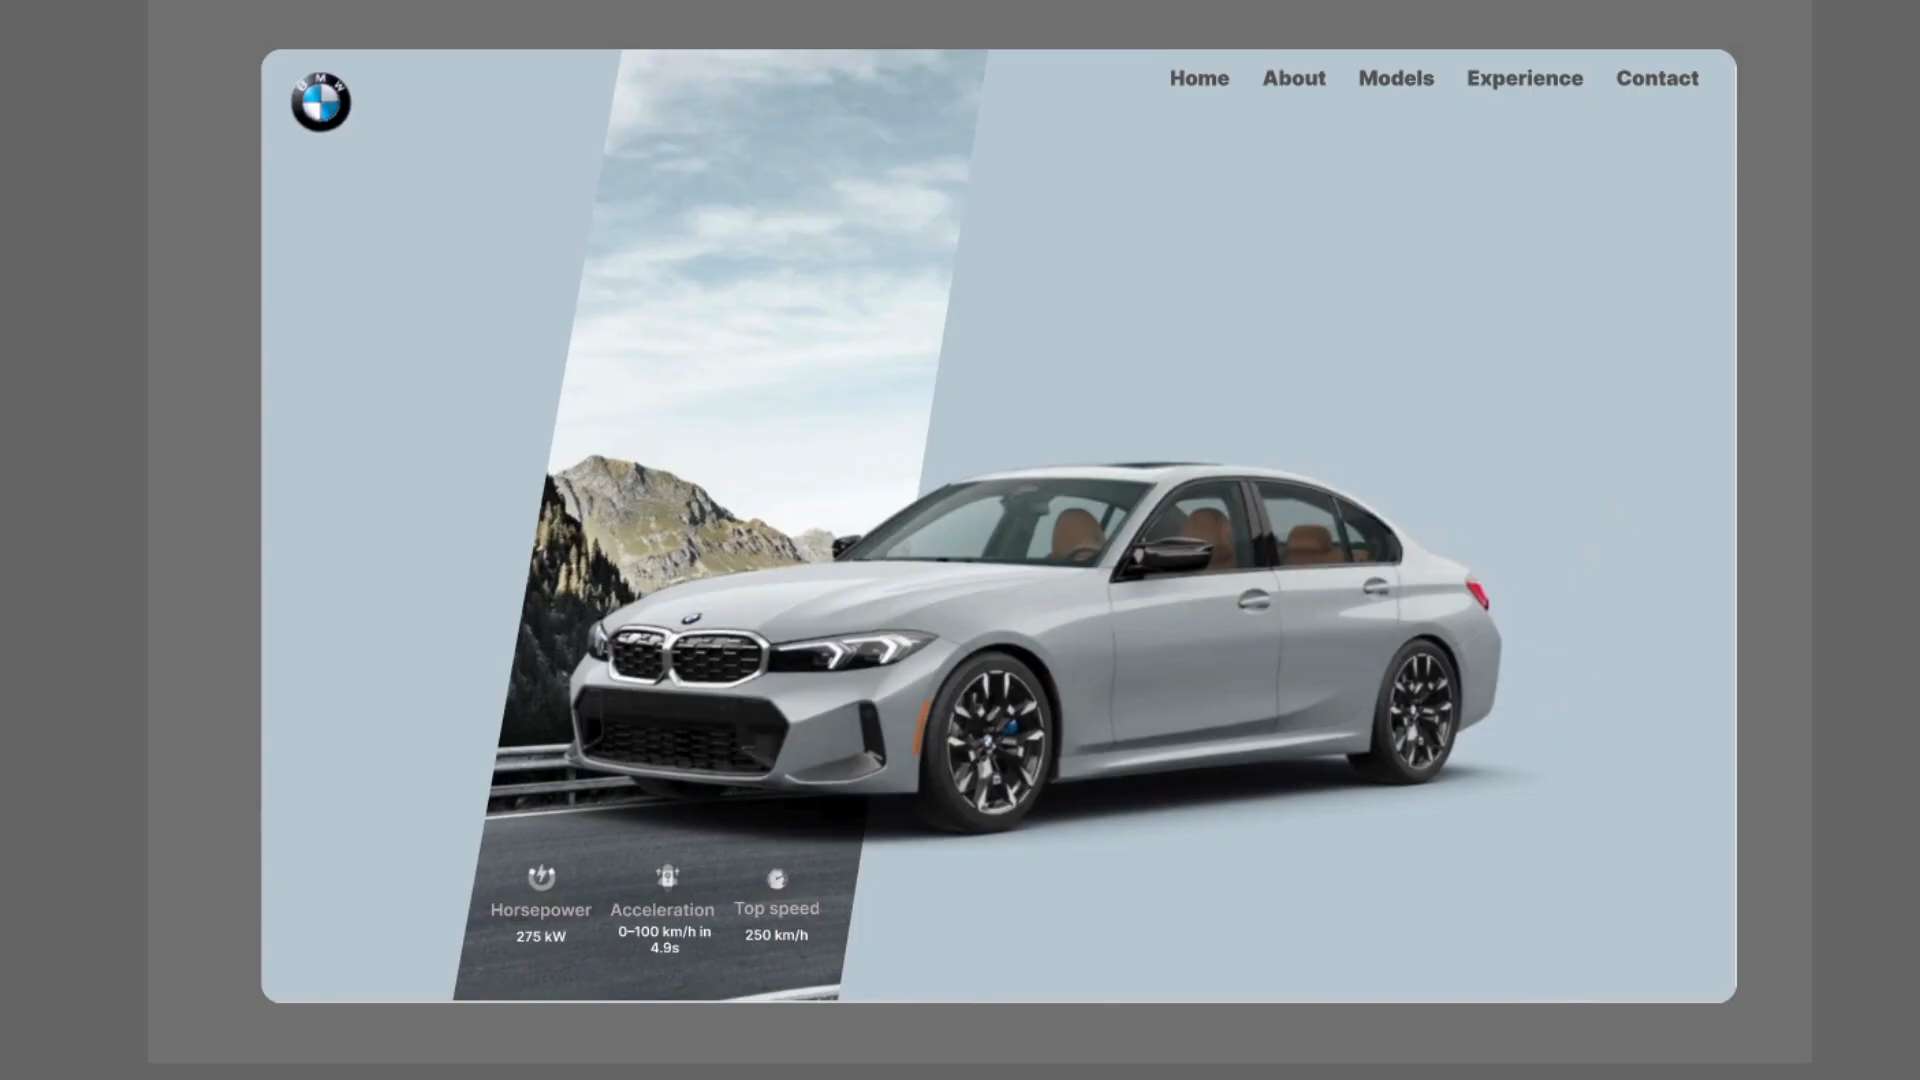 BMW
Home About Models Experience Contact
Horsepower Acceleration Top speed
275 kW 0–100 km/h in 4.9s 250 km/h